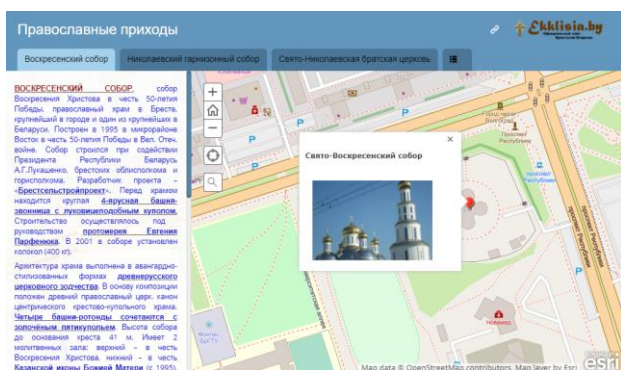 Православные приходы
Ekklisia.by
Воскресенский собор
Николаевский гарнизонный собор
Свято-Николаевская братская церковь
ВОСКРЕСЕНСКИЙ СОБОР, собор
Воскресения Христова в честь 50-летия
Победы, православный храм в Бресте,
крупнейший в городе и один из крупнейших в
Беларуси. Построен в 1995 в микрорайоне
Восток в честь 50-летия Победы в Вел. Отеч.
войне. Собор строился при содействии
Президента Республики Беларусь
А.Г.Лукашенко, брестских облисполкома и
горисполкома. Разработчик проекта –
«Брестсельстройпроект». Перед храмом
находится круглая 4-ярусная башня-
звонница с луковицеподобным куполом.
Строительство осуществлялось под
руководством протоиерея Евгения
Парфенюка. В 2001 в соборе установлен
колокол (400 кг).
Архитектура храма выполнена в авангардно-
стилизованных формах древнерусского
церковного зодчества. В основу композиции
положен древний православный церк. канон
центрического крестово-купольного храма.
Четыре башни-ротонды сочетаются с
золочёным пятикупольем. Высота собора
до основания креста 41 м. Имеет 2
молитвенных зала: верхний – в честь
Воскресения Христова, нижний – в честь
Казанской иконы Божией Матери (с 1995).
Свято-Воскресенский собор
P
P
P
P
P
проспект Республики
проспект Республики
Map data © OpenStreetMap contributors, Map layer by Esri
esri